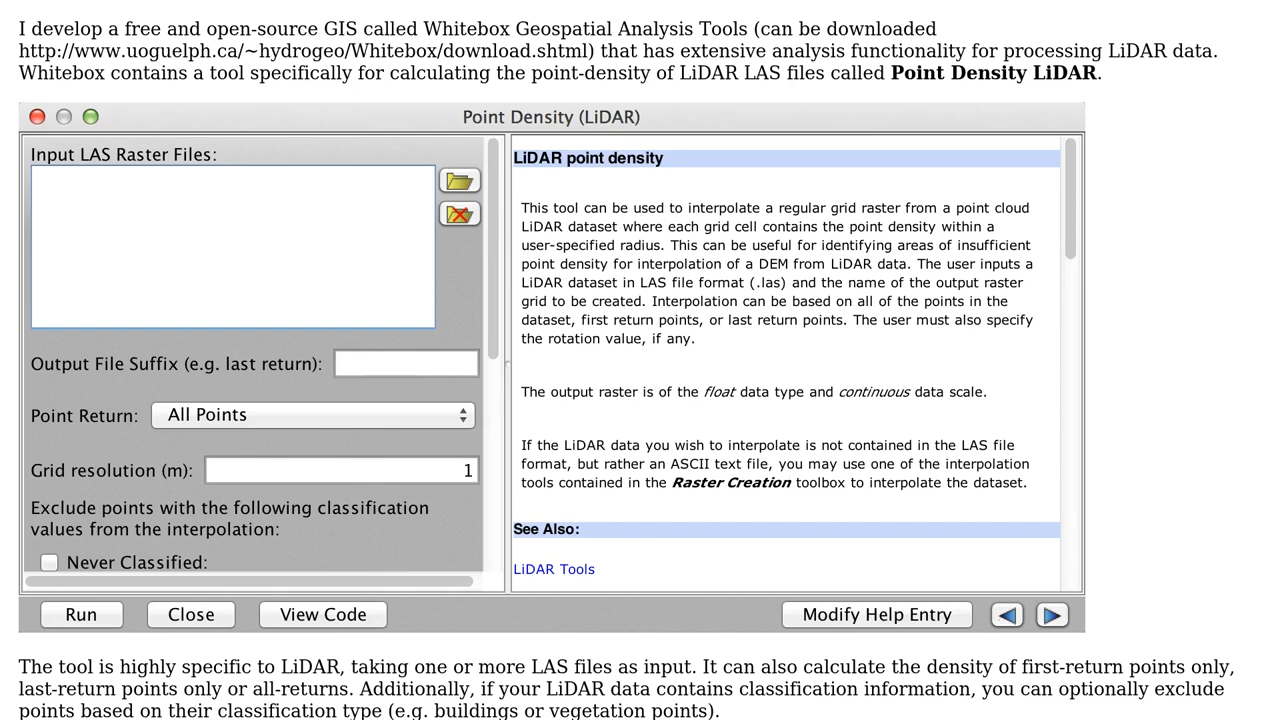 I develop a free and open-source GIS called Whitebox Geospatial Analysis Tools (can be downloaded
http://www.uoguelph.ca/~hydrogeo/Whitebox/download.shtml) that has extensive analysis functionality for processing LiDAR data.
Whitebox contains a tool specifically for calculating the point-density of LiDAR LAS files called Point Density LiDAR.
Point Density (LiDAR)
Input LAS Raster Files:
Output File Suffix (e.g. last return):
Point Return: All Points
Grid resolution (m): 1
Exclude points with the following classification
values from the interpolation:
Never Classified:
LiDAR point density
This tool can be used to interpolate a regular grid raster from a point cloud
LiDAR dataset where each grid cell contains the point density within a
user-specified radius. This can be useful for identifying areas of insufficient
point density for interpolation of a DEM from LiDAR data. The user inputs a
LiDAR dataset in LAS file format (.las) and the name of the output raster
grid to be created. Interpolation can be based on all of the points in the
dataset, first return points, or last return points. The user must also specify
the rotation value, if any.
The output raster is of the float data type and continuous data scale.
If the LiDAR data you wish to interpolate is not contained in the LAS file
format, but rather an ASCII text file, you may use one of the interpolation
tools contained in the Raster Creation toolbox to interpolate the dataset.
See Also:
LiDAR Tools
Run Close View Code Modify Help Entry
The tool is highly specific to LiDAR, taking one or more LAS files as input. It can also calculate the density of first-return points only,
last-return points only or all-returns. Additionally, if your LiDAR data contains classification information, you can optionally exclude
points based on their classification type (e.g. buildings or vegetation points).